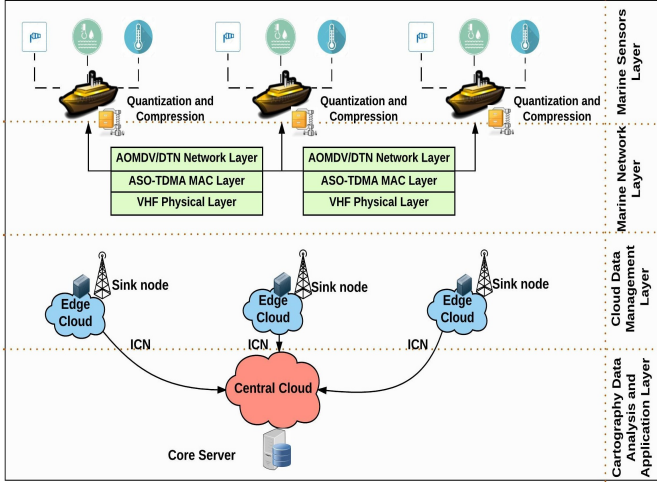 Quantization and
Compression
Quantization and
Compression
Quantization and
Compression
Marine Sensors
Layer
AOMDV/DTN Network Layer
ASO-TDMA MAC Layer
VHF Physical Layer
AOMDV/DTN Network Layer
ASO-TDMA MAC Layer
VHF Physical Layer
Marine Network
Layer
Sink node
Edge
Cloud
Sink node
Edge
Cloud
Sink node
Edge
Cloud
Cloud Data
Management
Layer
ICN
ICN
ICN
Central Cloud
Core Server
Cartography Data
Analysis and
Application Layer